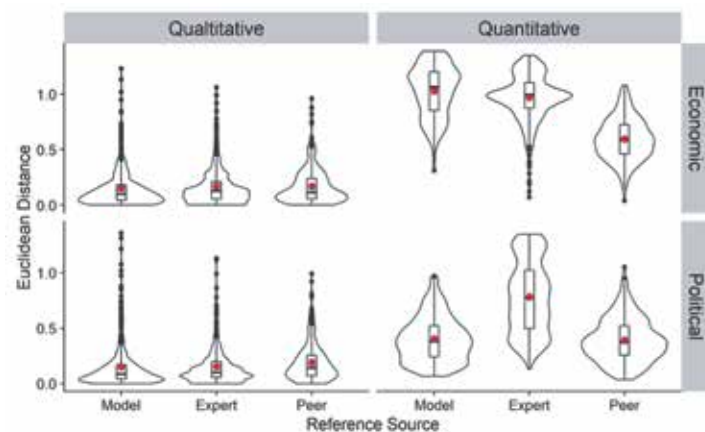 Qualtitative Quantitative
1.0
0.5
0.0
Economic
1.0
0.5
0.0
Political
Euclidean Distance
Model Expert Peer Model Expert Peer
Reference Source